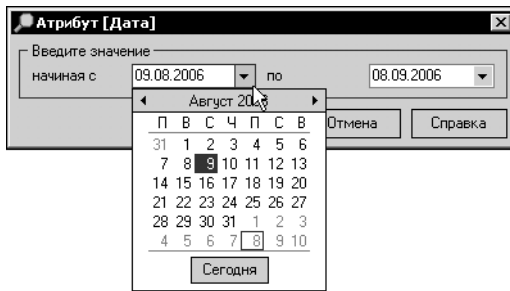 Атрибут [Дата]
Введите значение
начиная с 09.08.2006 по 08.09.2006
Август
П В С Ч П С В
31 1 2 3 4 5 6
7 8 9 10 11 12 13
14 15 16 17 18 19 20
21 22 23 24 25 26 27
28 29 30 31 1 2 3
4 5 6 7 8 9 10
Сегодня
Отмена Справка